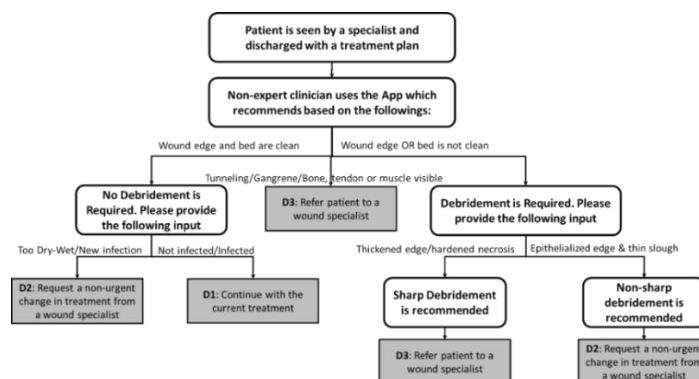 Patient is seen by a specialist and
discharged with a treatment plan
Non-expert clinician uses the App which
recommends based on the followings:
Wound edge and bed are clean
Wound edge OR bed is not clean
Tunneling/Gangrene/Bone, tendon or muscle visible
No Debridement is
Required. Please provide
the following input
D3: Refer patient to a
wound specialist
Debridement is Required. Please
provide the following input
Too Dry-Wet/New infection
Not infected/Infected
Thickened edge/hardened necrosis
Epithelialized edge & thin slough
D2: Request a non-urgent
change in treatment from
a wound specialist
D1: Continue with the
current treatment
Sharp Debridement
is recommended
Non-sharp
debridement is
recommended
D3: Refer patient to a
wound specialist
D2: Request a non-urgent
change in treatment from
a wound specialist